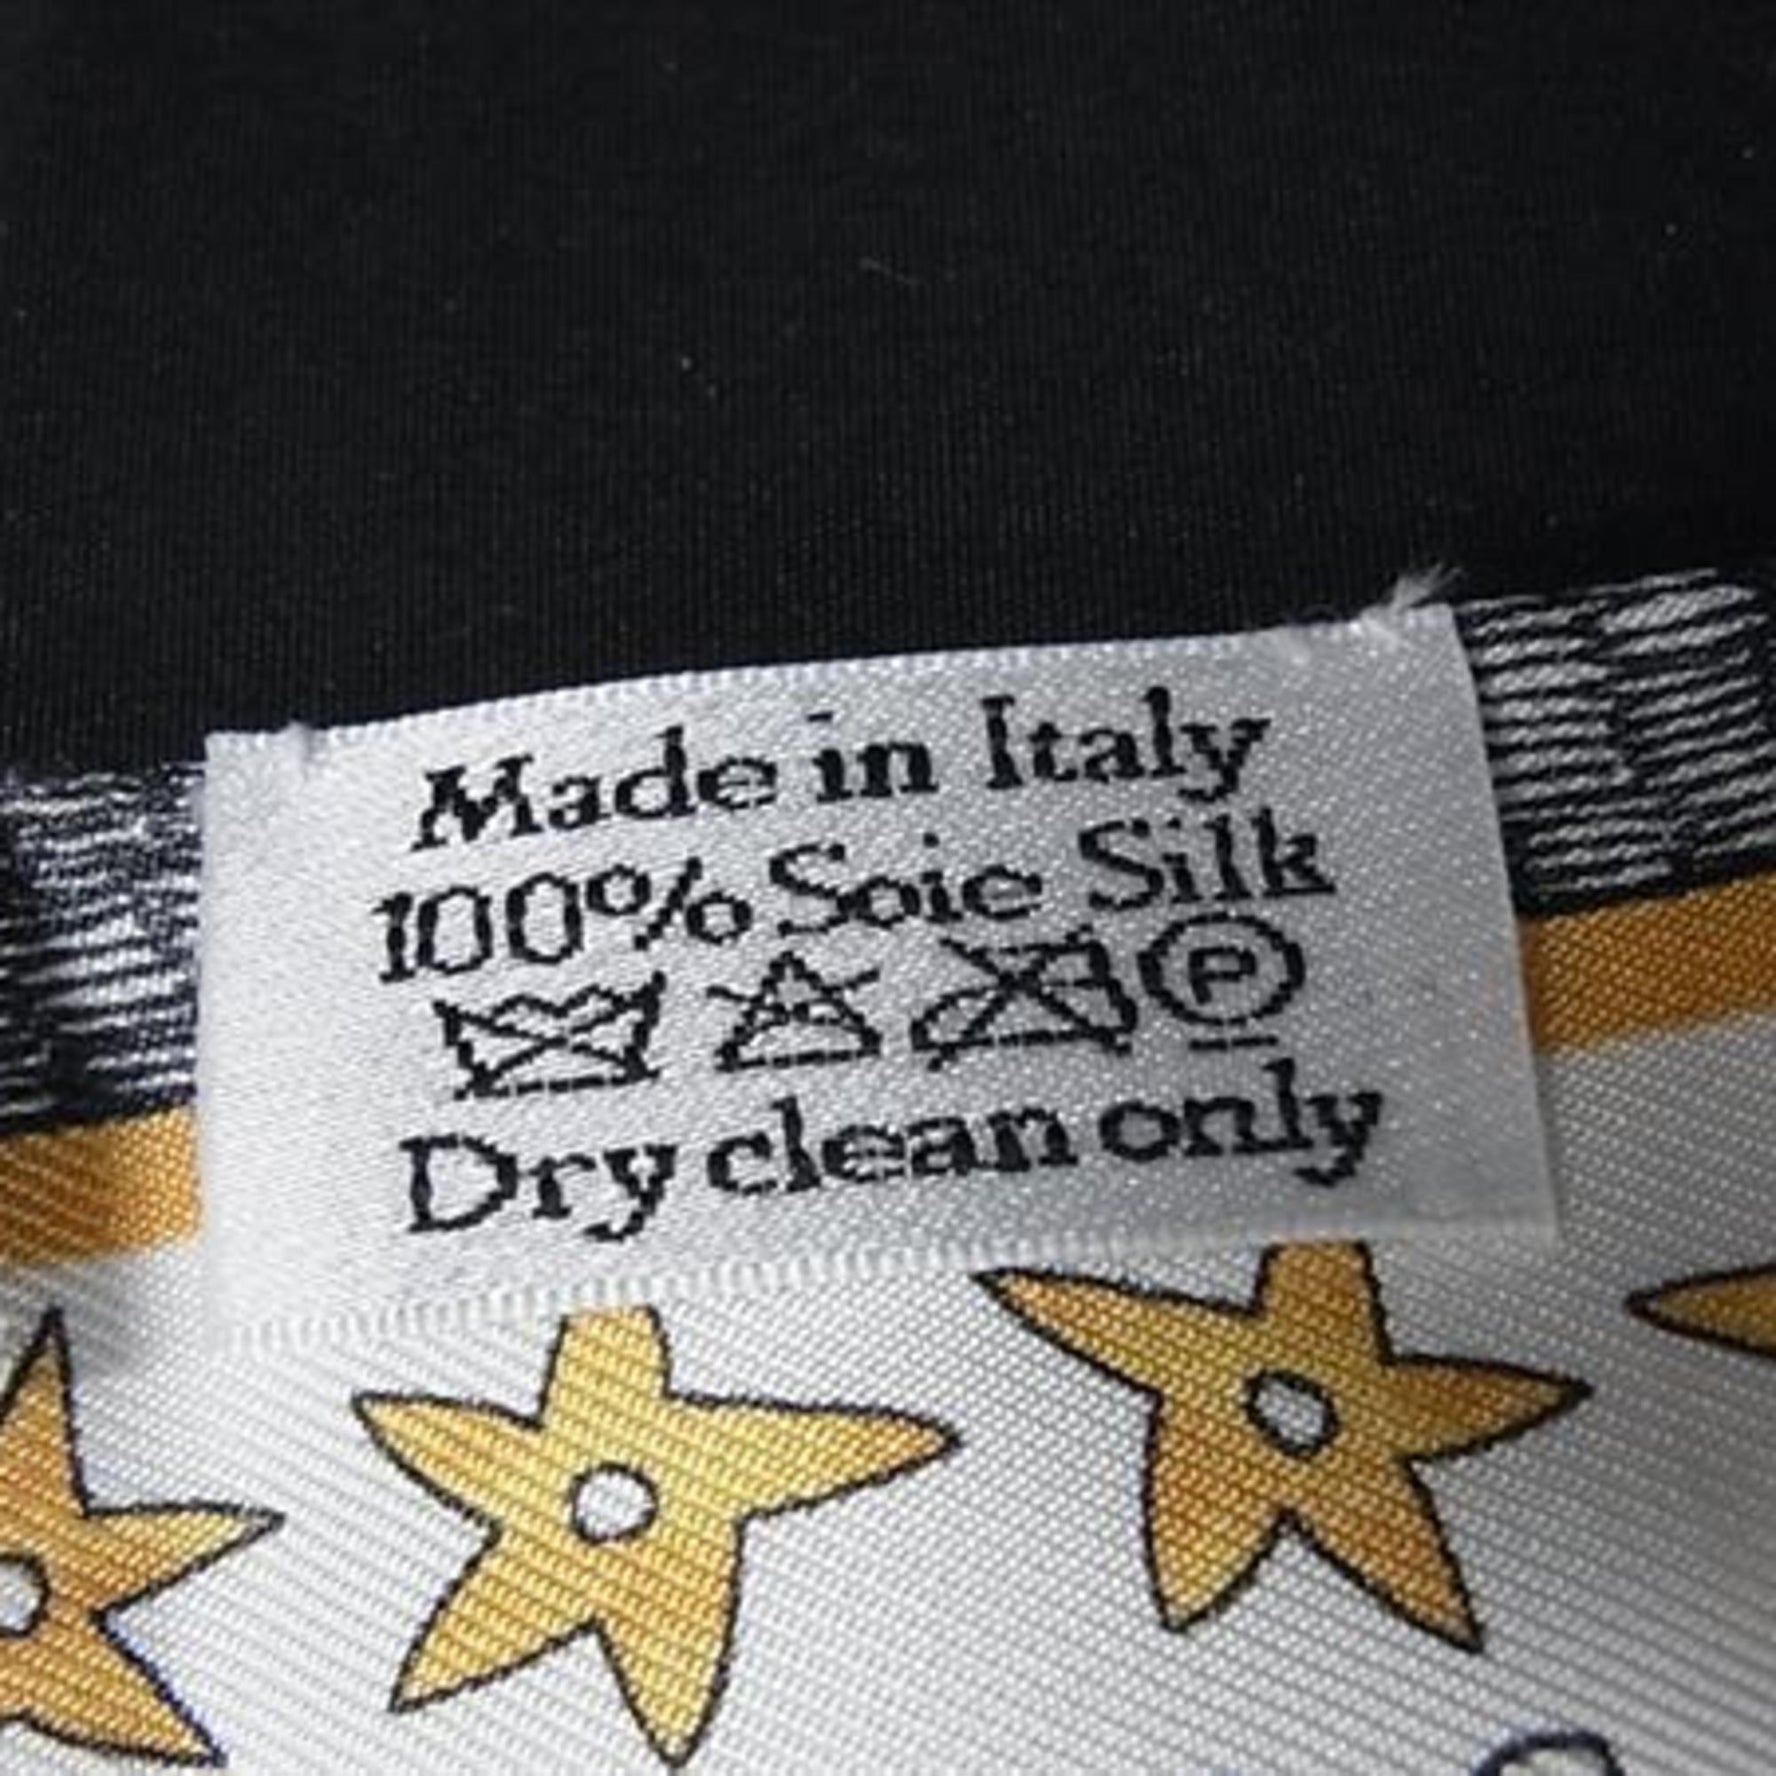 Made in Italy
100% Soie Silk
P
Dry clean only